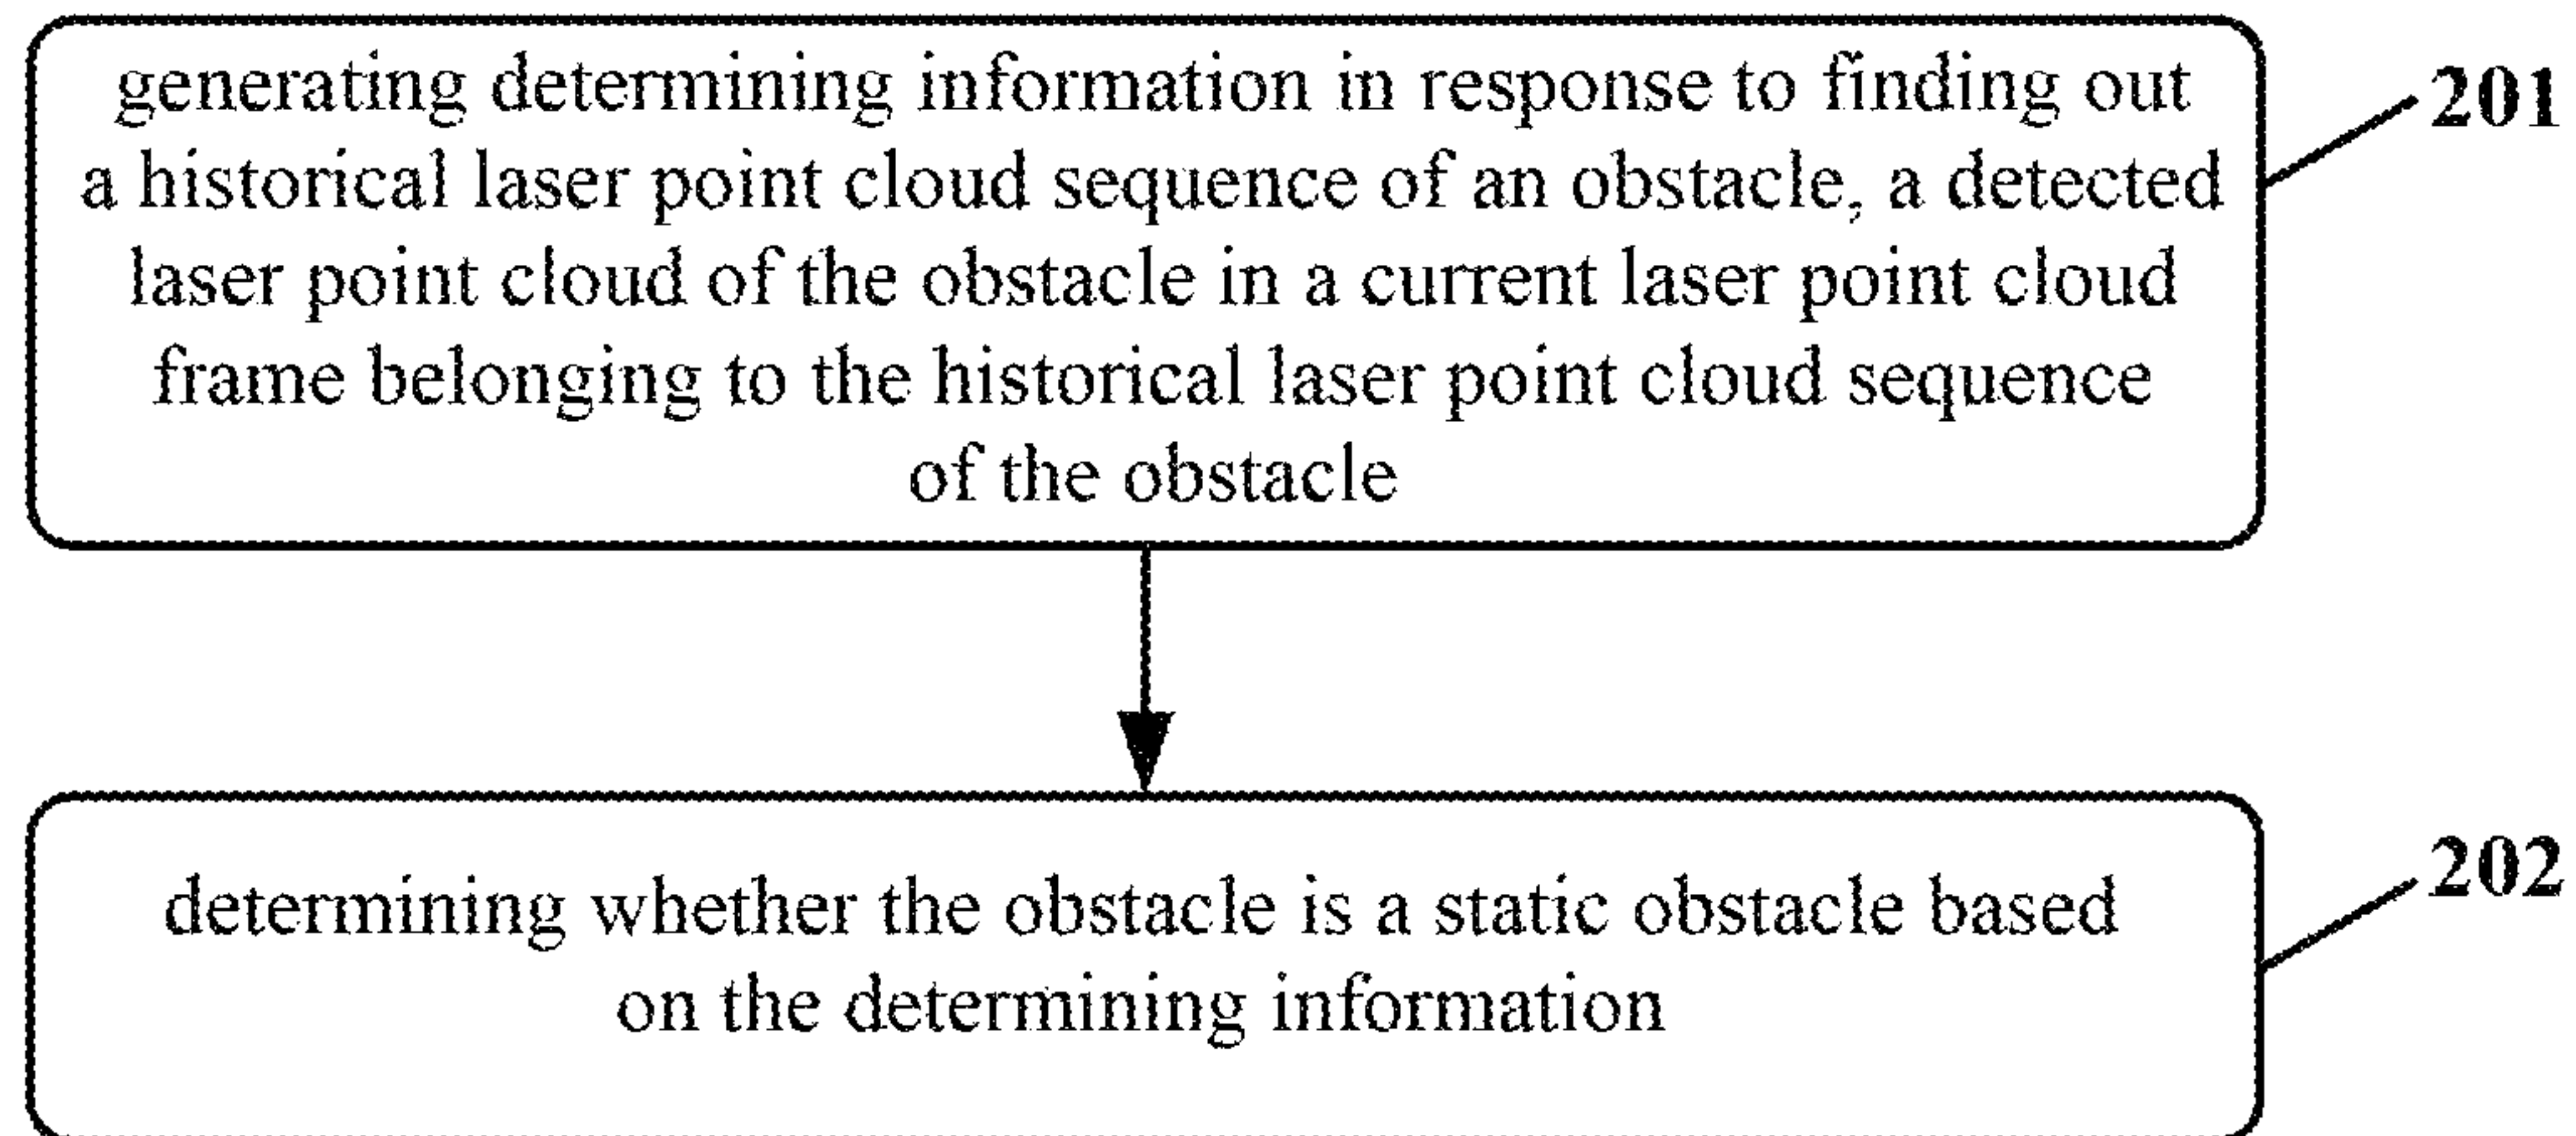 generating determining information in response to finding out
201
a historical laser point cloud sequence of an obstacle, a detected
laser point cloud of the obstacle in a current laser point cloud
frame belonging to the historical laser point cloud sequence
of the obstacle
202
determining whether the obstacle is a static obstacle based
on the determining information